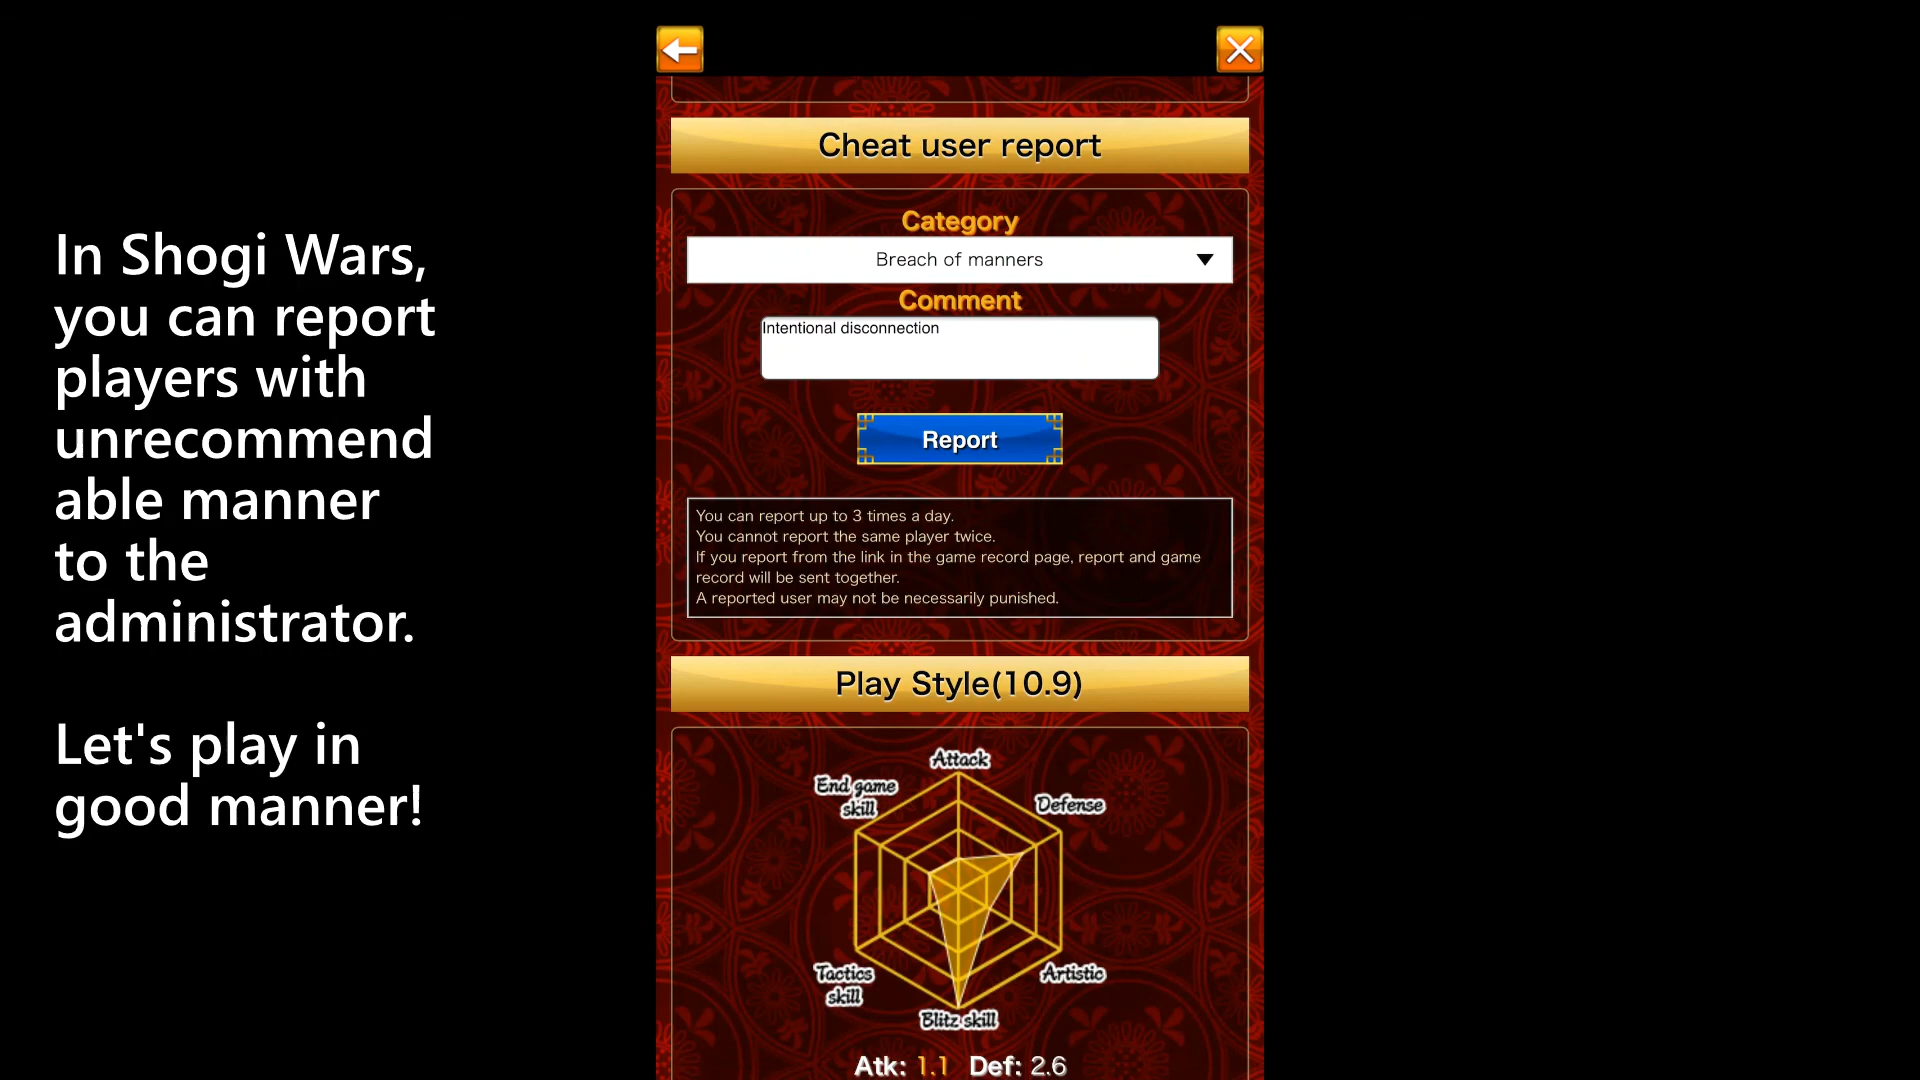 In Shogi Wars,
you can report
players with
unrecommend
able manner
to the
administrator.
Let's play in
good manner!
Cheat user report
Category
Breach of manners
Comment
Intentional disconnection
Report
You can report up to 3 times a day.
You cannot report the same player twice.
If you report from the link in the game record page, report and game
record will be sent together.
A reported user may not be necessarily punished.
Play Style(10.9)
Attack
End game
skill
Defense
Tactics
skill
Artistic
Blitz skill
Atk: 1.1 Def: 2.6